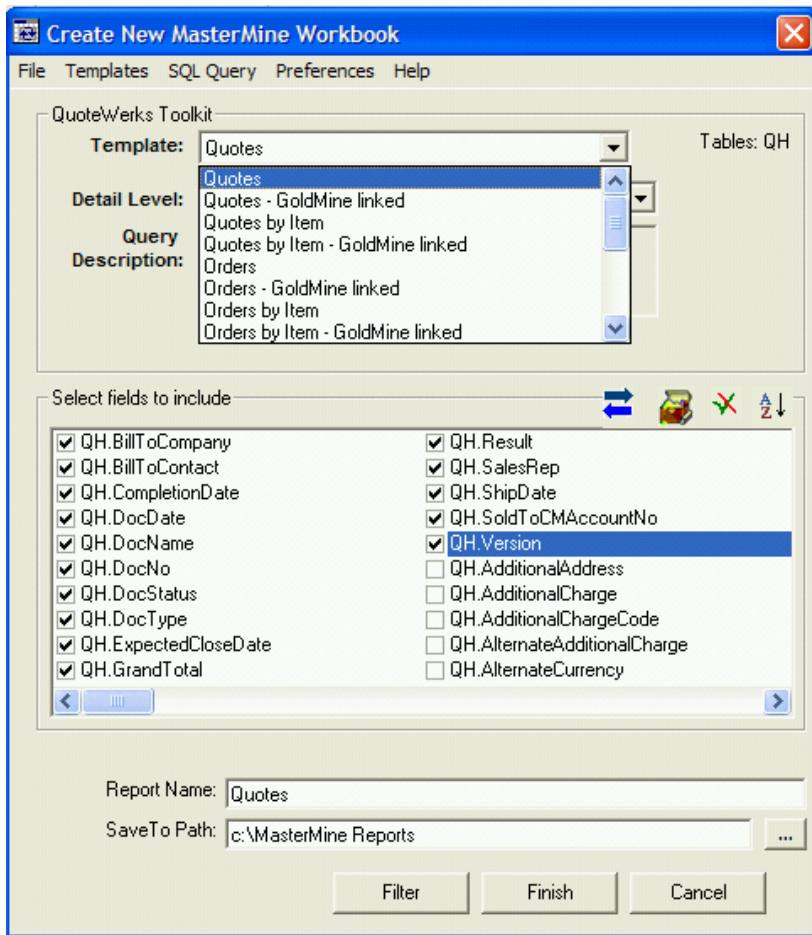 Create New MasterMine Workbook
File Templates SQL Query Preferences Help
QuoteWerks Toolkit
Template: Quotes Tables: QH
Quotes
Detail Level: Quotes - GoldMine linked
Quotes by Item
Query Description: Quotes by Item - GoldMine linked
Orders
Orders - GoldMine linked
Orders by Item
Orders by Item - GoldMine linked
Select fields to include
QH.BillToCompany QH.Result
QH.BillToContact QH.SalesRep
QH.CompletionDate QH.ShipDate
QH.DocDate QH.SoldToCMAccountNo
QH.DocName QH.Version
QH.DocNo QH.AdditionalAddress
QH.DocStatus QH.AdditionalCharge
QH.DocType QH.AdditionalChargeCode
QH.ExpectedCloseDate QH.AlternateAdditionalCharge
QH.GrandTotal QH.AlternateCurrency
Report Name: Quotes
SaveTo Path: c:\MasterMine Reports ...
Filter Finish Cancel